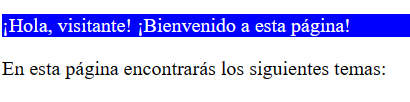 ¡Hola, visitante! ¡Bienvenido a esta página!
En esta página encontrarás los siguientes temas: